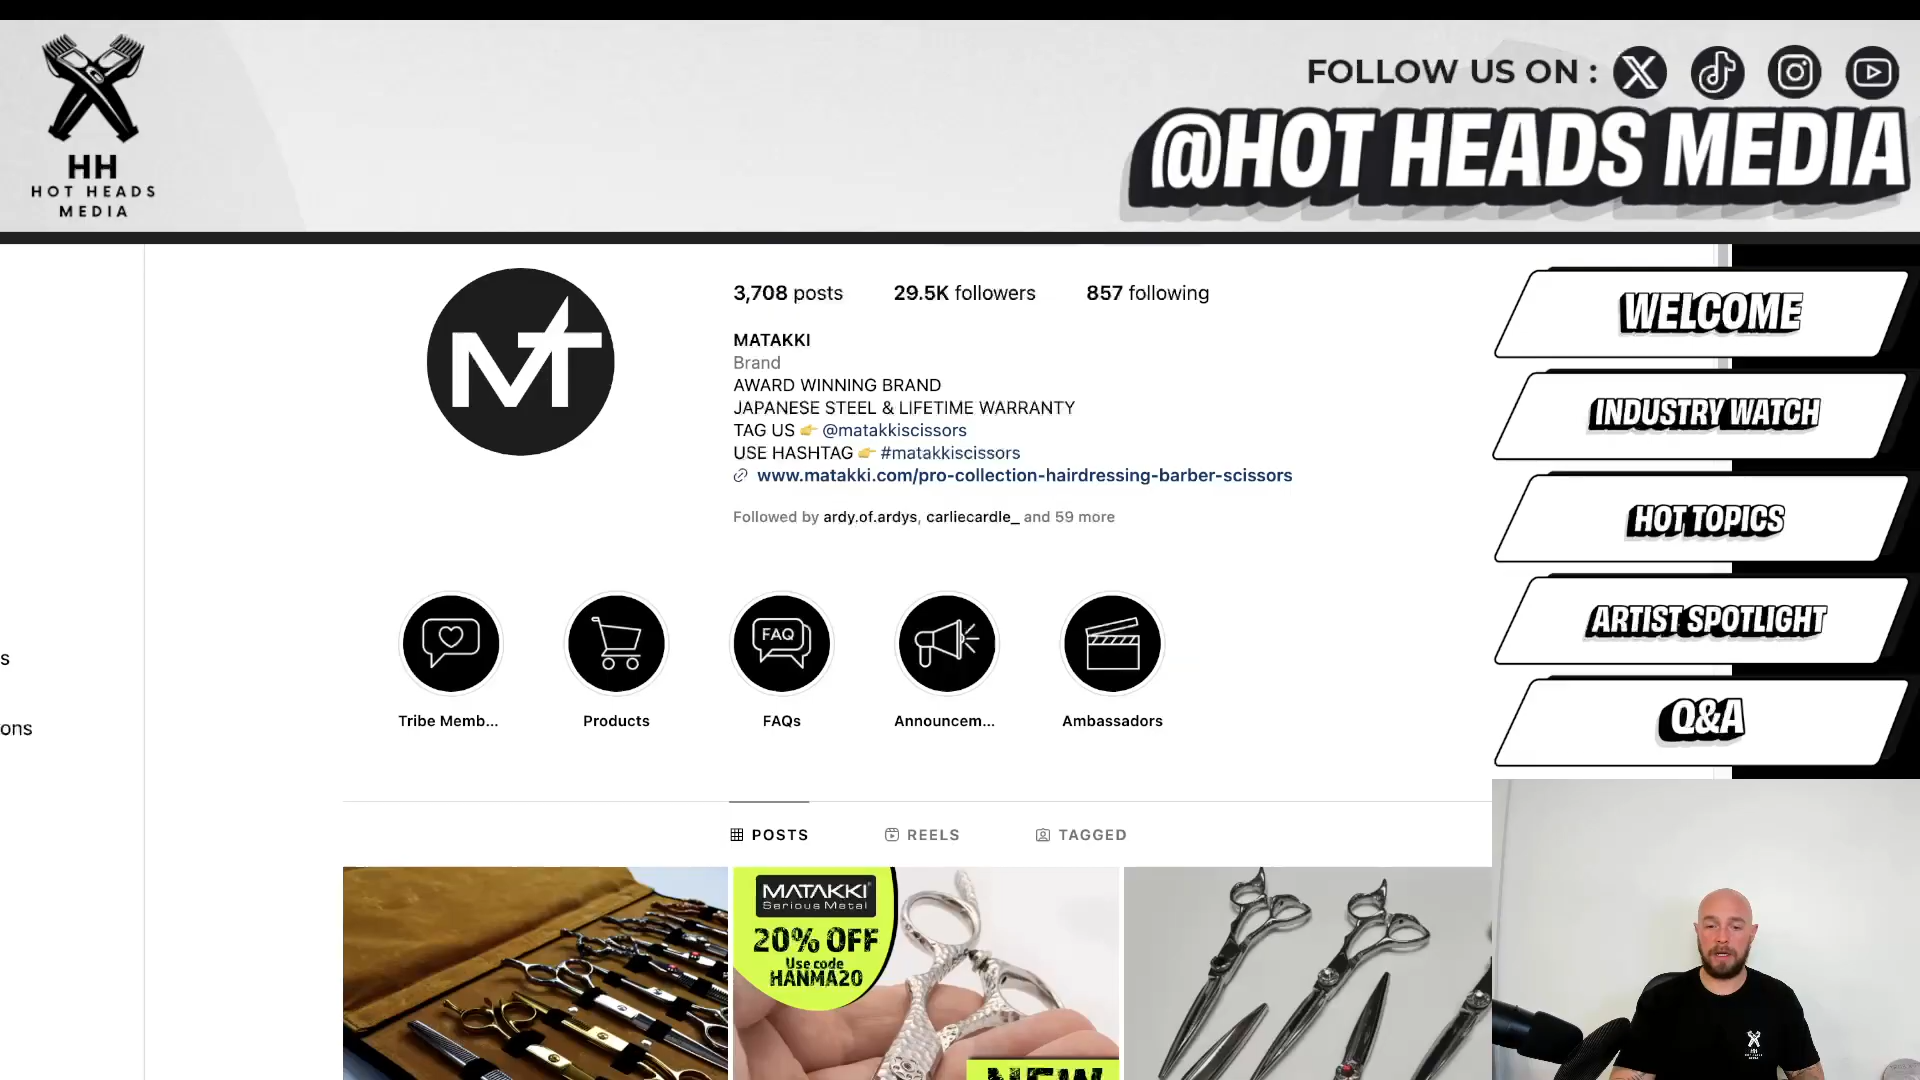 FOLLOW US ON :
@HOT HEADS MEDIA
HH
HOT HEADS
MEDIA
3,708 posts 29.5K followers 857 following
MATAKKI
Brand
AWARD WINNING BRAND
JAPANESE STEEL & LIFETIME WARRANTY
TAG US 👉 @matakkiscissors
USE HASHTAG 👉 #matakkiscissors
www.matakki.com/pro-collection-hairdressing-barber-scissors
Followed by ardy.of.ardys, carliecardle_ and 59 more
WELCOME
INDUSTRY WATCH
HOT TOPICS
ARTIST SPOTLIGHT
Q&A
s
ons
FAQ
Tribe Memb... Products FAQs Announcem... Ambassadors
POSTS REELS TAGGED
MATAKKI
Serious Metal
20% OFF
Use code
HANMA20
NEW
HH